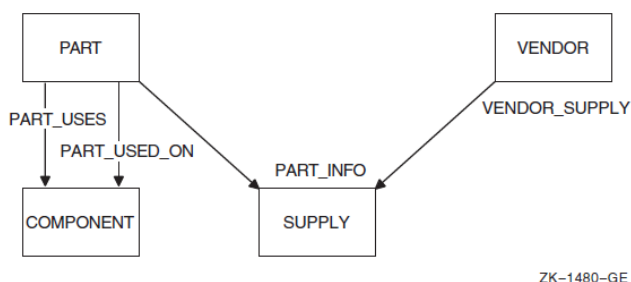 PART
VENDOR
PART_USES
VENDOR_SUPPLY
PART_USED_ON
PART_INFO
COMPONENT
SUPPLY
ZK–1480–GE